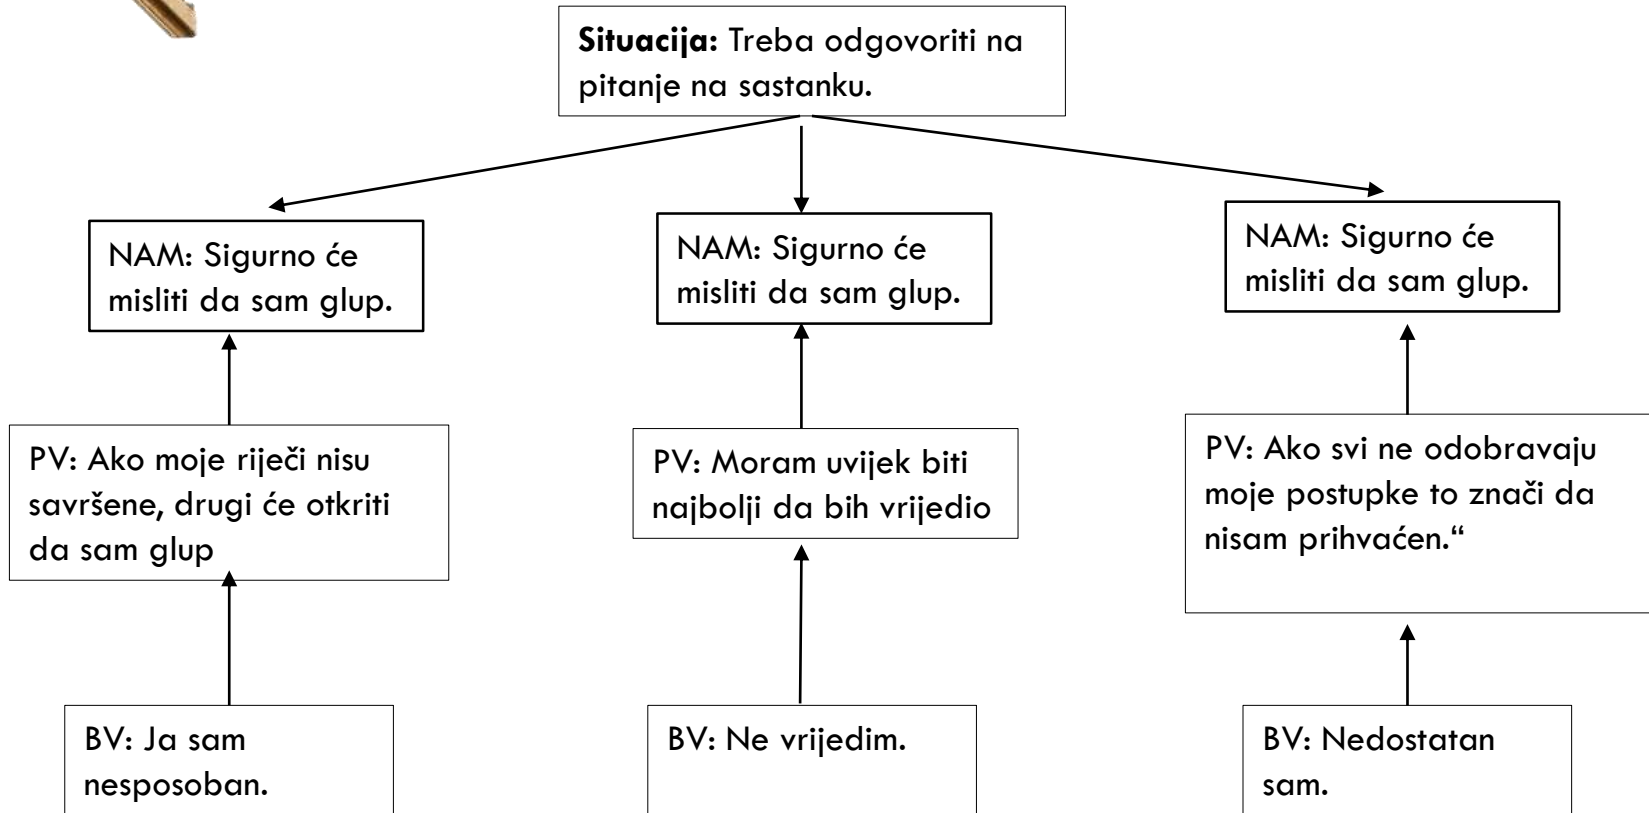 Situacija: Treba odgovoriti na
pitanje na sastanku.
NAM: Sigurno će
misliti da sam glup.
NAM: Sigurno će
misliti da sam glup.
NAM: Sigurno će
misliti da sam glup.
PV: Ako moje riječi nisu
savršene, drugi će otkriti
da sam glup
PV: Moram uvijek biti
najbolji da bih vrijedio
PV: Ako svi ne odobravaju
moje postupke to znači da
nisam prihvaćen.“
BV: Ja sam
nesposoban.
BV: Ne vrijedim.
BV: Nedostatan
sam.